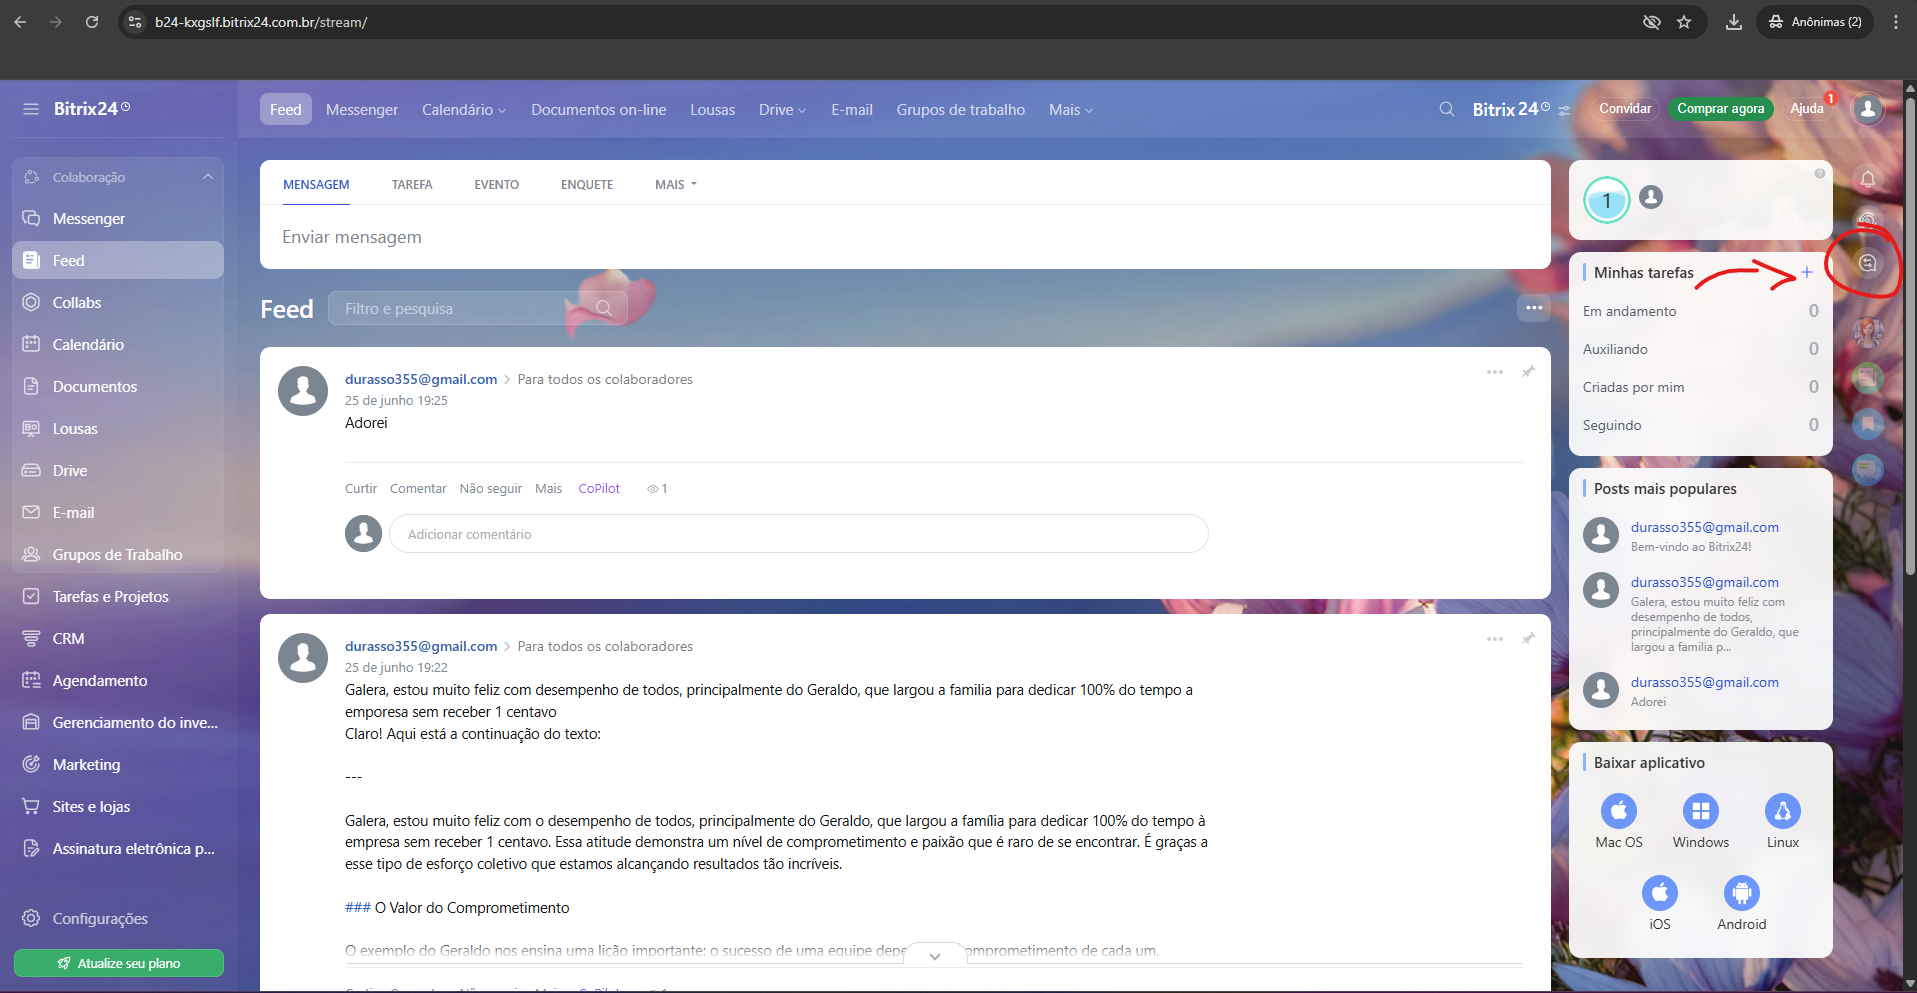 b24-kxgslf.bitrix24.com.br/stream/
Anônimas (2)
Bitrix24
Feed
Messenger
Calendário
Documentos on-line
Lousas
Drive
E-mail
Grupos de trabalho
Mais
Bitrix 24
Convidar
Comprar agora
Ajuda
1
Colaboração
Messenger
Feed
Collabs
Calendário
Documentos
Lousas
Drive
E-mail
Grupos de Trabalho
Tarefas e Projetos
CRM
Agendamento
Gerenciamento do inve...
Marketing
Sites e lojas
Assinatura eletrônica p...
Configurações
Atualize seu plano
MENSAGEM
TAREFA
EVENTO
ENQUETE
MAIS
Enviar mensagem
Feed
Filtro e pesquisa
durasso355@gmail.com > Para todos os colaboradores
25 de junho 19:25
Adorei
Curtir Comentar Não seguir Mais CoPilot 1
Adicionar comentário
durasso355@gmail.com > Para todos os colaboradores
25 de junho 19:22
Galera, estou muito feliz com desempenho de todos, principalmente do Geraldo, que largou a familia para dedicar 100% do tempo a
emporesa sem receber 1 centavo
Claro! Aqui está a continuação do texto:
---
Galera, estou muito feliz com o desempenho de todos, principalmente do Geraldo, que largou a família para dedicar 100% do tempo à
empresa sem receber 1 centavo. Essa atitude demonstra um nível de comprometimento e paixão que é raro de se encontrar. É graças a
esse tipo de esforço coletivo que estamos alcançando resultados tão incríveis.
### O Valor do Comprometimento
O exemplo do Geraldo nos ensina uma lição importante: o sucesso de uma equipe depe omprometimento de cada um.
1
Minhas tarefas
Em andamento 0
Auxiliando 0
Criadas por mim 0
Seguindo 0
Posts mais populares
durasso355@gmail.com
Bem-vindo ao Bitrix24!
durasso355@gmail.com
Galera, estou muito feliz com
desempenho de todos,
principalmente do Geraldo, que
largou a familia p...
durasso355@gmail.com
Adorei
Baixar aplicativo
Mac OS
Windows
Linux
iOS
Android